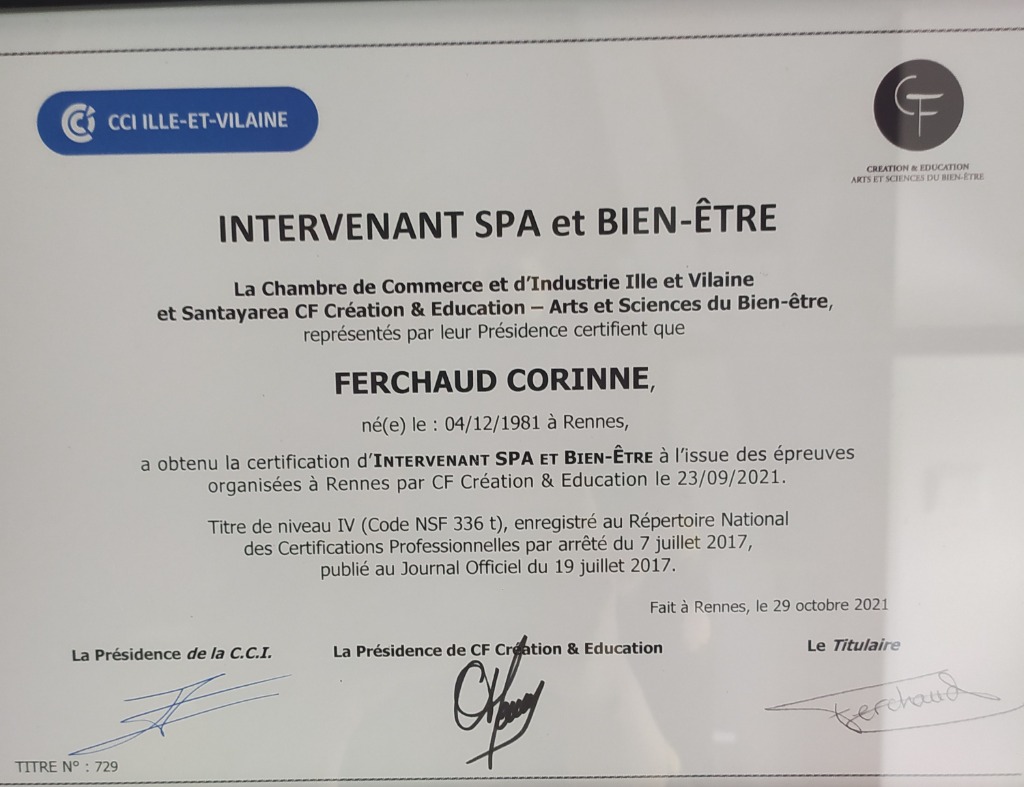 CCI ILLE-ET-VILAINE
CF
CREATION & EDUCATION
ARTS ET SCIENCES DU BIEN-ÊTRE
INTERVENANT SPA et BIEN-ÊTRE
La Chambre de Commerce et d'Industrie Ille et Vilaine
et Santayarea CF Création & Education – Arts et Sciences du Bien-être,
représentés par leur Présidence certifient que
FERCHAUD CORINNE,
né(e) le : 04/12/1981 à Rennes,
a obtenu la certification d'INTERVENANT SPA ET BIEN-ÊTRE à l'issue des épreuves
organisées à Rennes par CF Création & Education le 23/09/2021.
Titre de niveau IV (Code NSF 336 t), enregistré au Répertoire National
des Certifications Professionnelles par arrêté du 7 juillet 2017,
publié au Journal Officiel du 19 juillet 2017.
Fait à Rennes, le 29 octobre 2021
La Présidence de la C.C.I.
La Présidence de CF Création & Education
Le Titulaire
Ferchaud
TITRE N° : 729